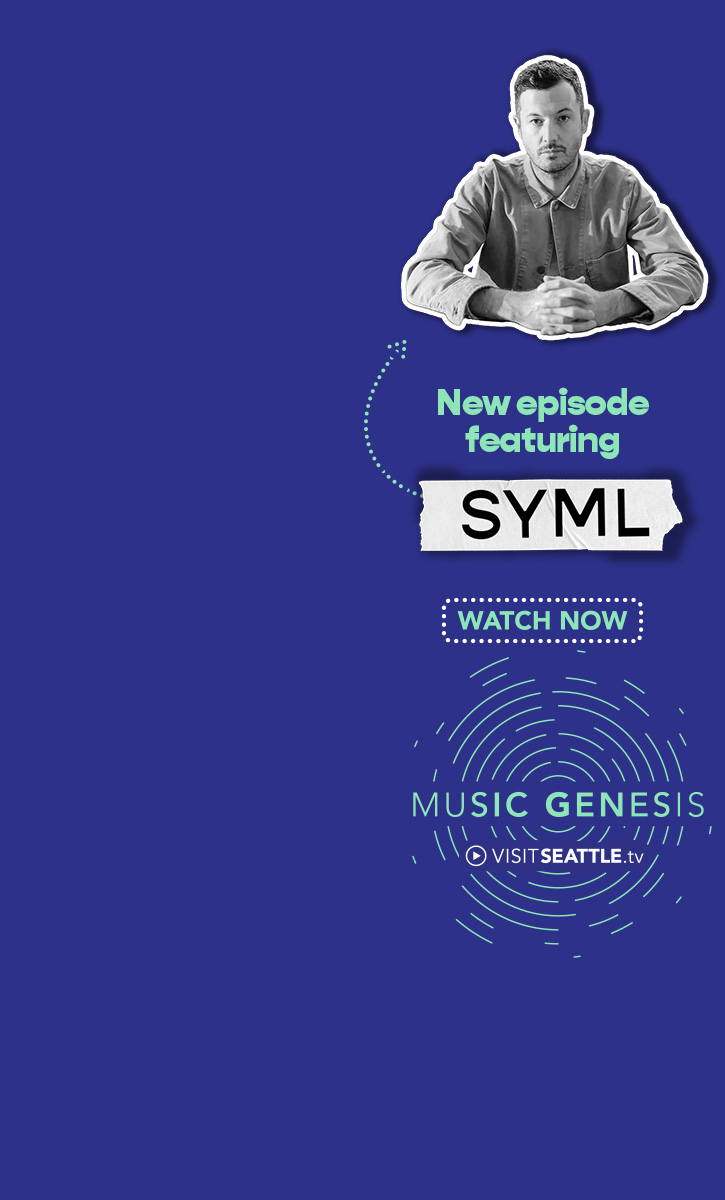 New episode
featuring
SYML
WATCH NOW
MUSIC GENESIS
VISITSEATTLE.tv